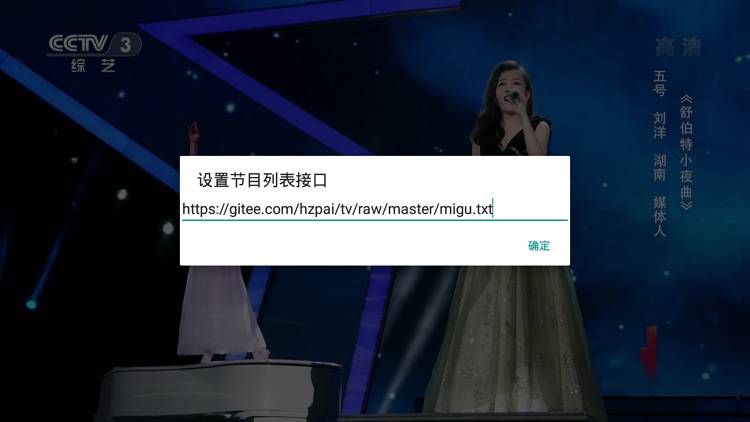 CCTV 3
综艺
高清
《舒伯特小夜曲》
五号 刘洋 湖南 媒体人
设置节目列表接口
https://gitee.com/hzpai/tv/raw/master/migu.txt
确定